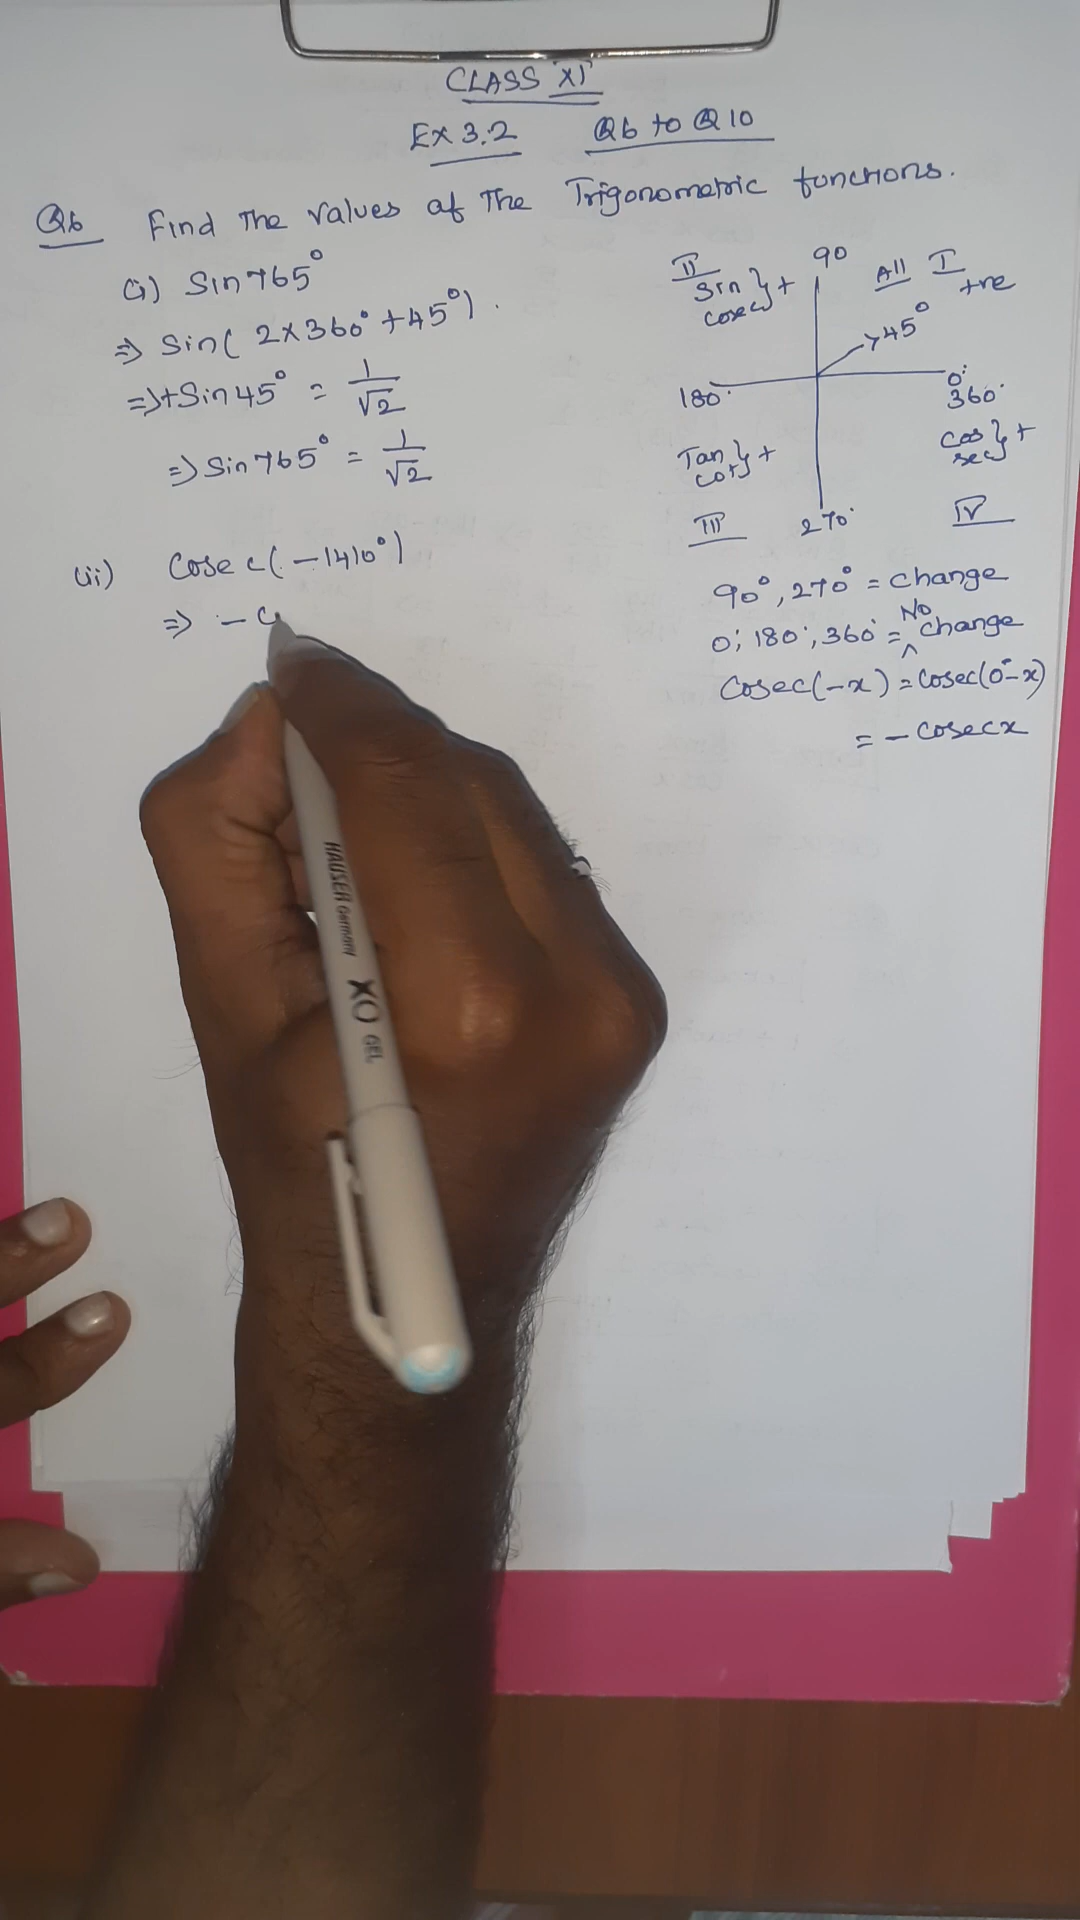 CLASS XI
EX 3.2 Q6 to Q10
Q6 Find The values of The Trigonometric functions.
(i) Sin 765°
⇒ Sin( 2×360° + 45°).
⇒ +Sin 45° = 1/√2
⇒ Sin 765° = 1/√2
(ii) Cosec(-1410°)
⇒ - c
90
II
Sin } +
cosec
All I
+ve
45°
180°
0°
360°
Tan } +
cot
cos } +
sec
III
270°
IV
90°, 270° = change
0°, 180°, 360° = No change
Cosec(-x) = Cosec(0°-x)
= - Cosecx
HAUSER Germany XO GEL